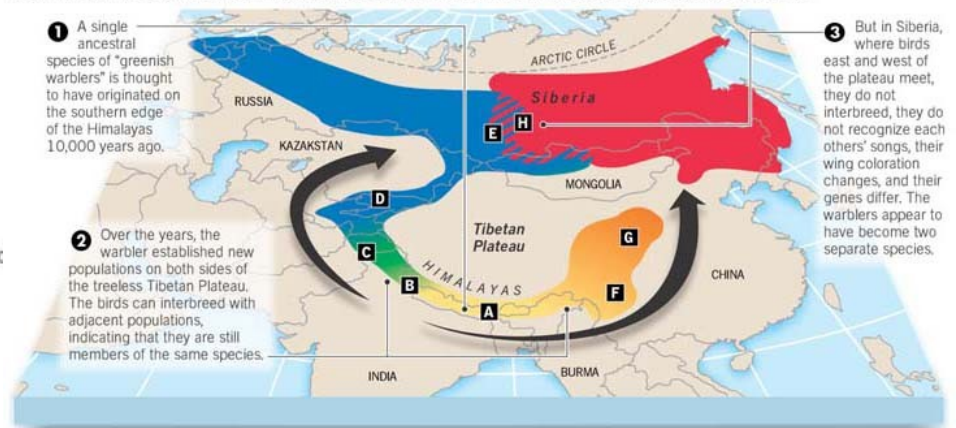 1 A single
ancestral
species of “greenish
warblers” is thought
to have originated on
the southern edge
of the Himalayas
10,000 years ago.
2 Over the years, the
warbler established new
populations on both sides
of the treeless Tibetan Plateau.
The birds can interbreed with
adjacent populations,
indicating that they are still
members of the same species.
3 But in Siberia,
where birds
east and west of
the plateau meet,
they do not
interbreed, they do
not recognize each
others' songs, their
wing coloration
changes, and their
genes differ. The
warblers appear to
have become two
separate species.
ARCTIC CIRCLE
RUSSIA
Siberia
E
H
KAZAKSTAN
MONGOLIA
D
Tibetan
Plateau
C
G
HIMALAYAS
B
F
CHINA
A
INDIA
BURMA